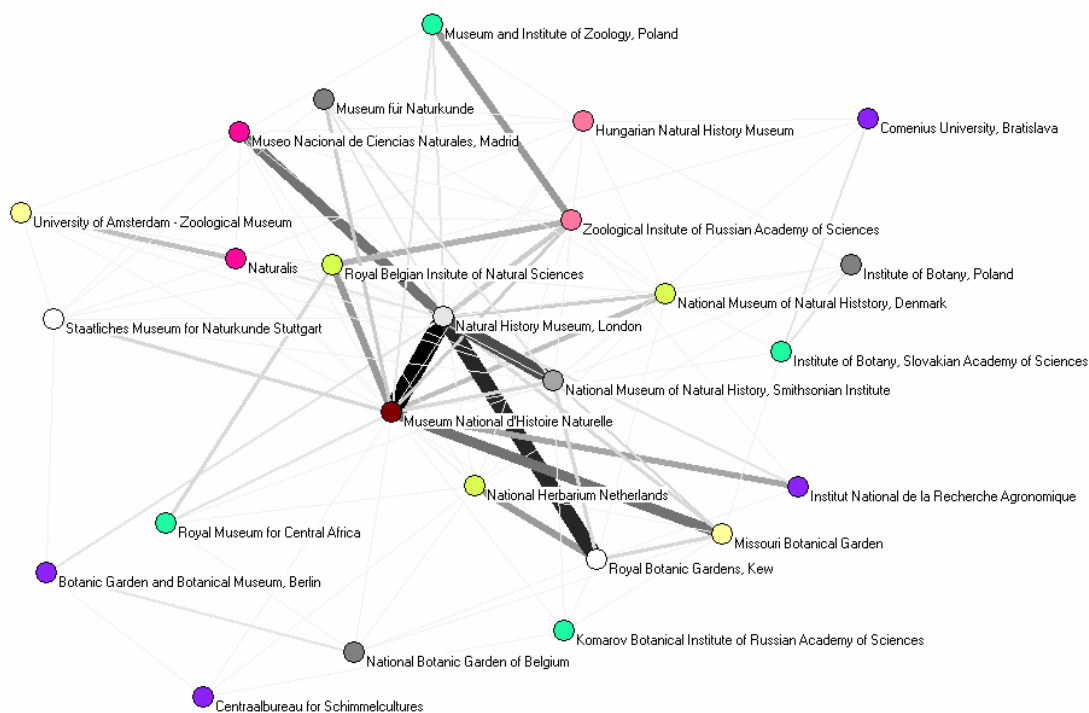 Museum and Institute of Zoology, Poland
Museum für Naturkunde
Hungarian Natural History Museum
Comenius University, Bratislava
Museo Nacional de Ciencias Naturales, Madrid
University of Amsterdam - Zoological Museum
Zoological Insitute of Russian Academy of Sciences
Naturalis
Royal Belgian Insitute of Natural Sciences
Institute of Botany, Poland
National Museum of Natural Histstory, Denmark
Staatliches Museum for Naturkunde Stuttgart
Natural History Museum, London
Institute of Botany, Slovakian Academy of Sciences
National Museum of Natural History, Smithsonian Institute
Museum National d'Histoire Naturelle
National Herbarium Netherlands
Institut National de la Recherche Agronomique
Royal Museum for Central Africa
Missouri Botanical Garden
Royal Botanic Gardens, Kew
Botanic Garden and Botanical Museum, Berlin
Komarov Botanical Institute of Russian Academy of Sciences
National Botanic Garden of Belgium
Centraalbureau for Schimmelcultures